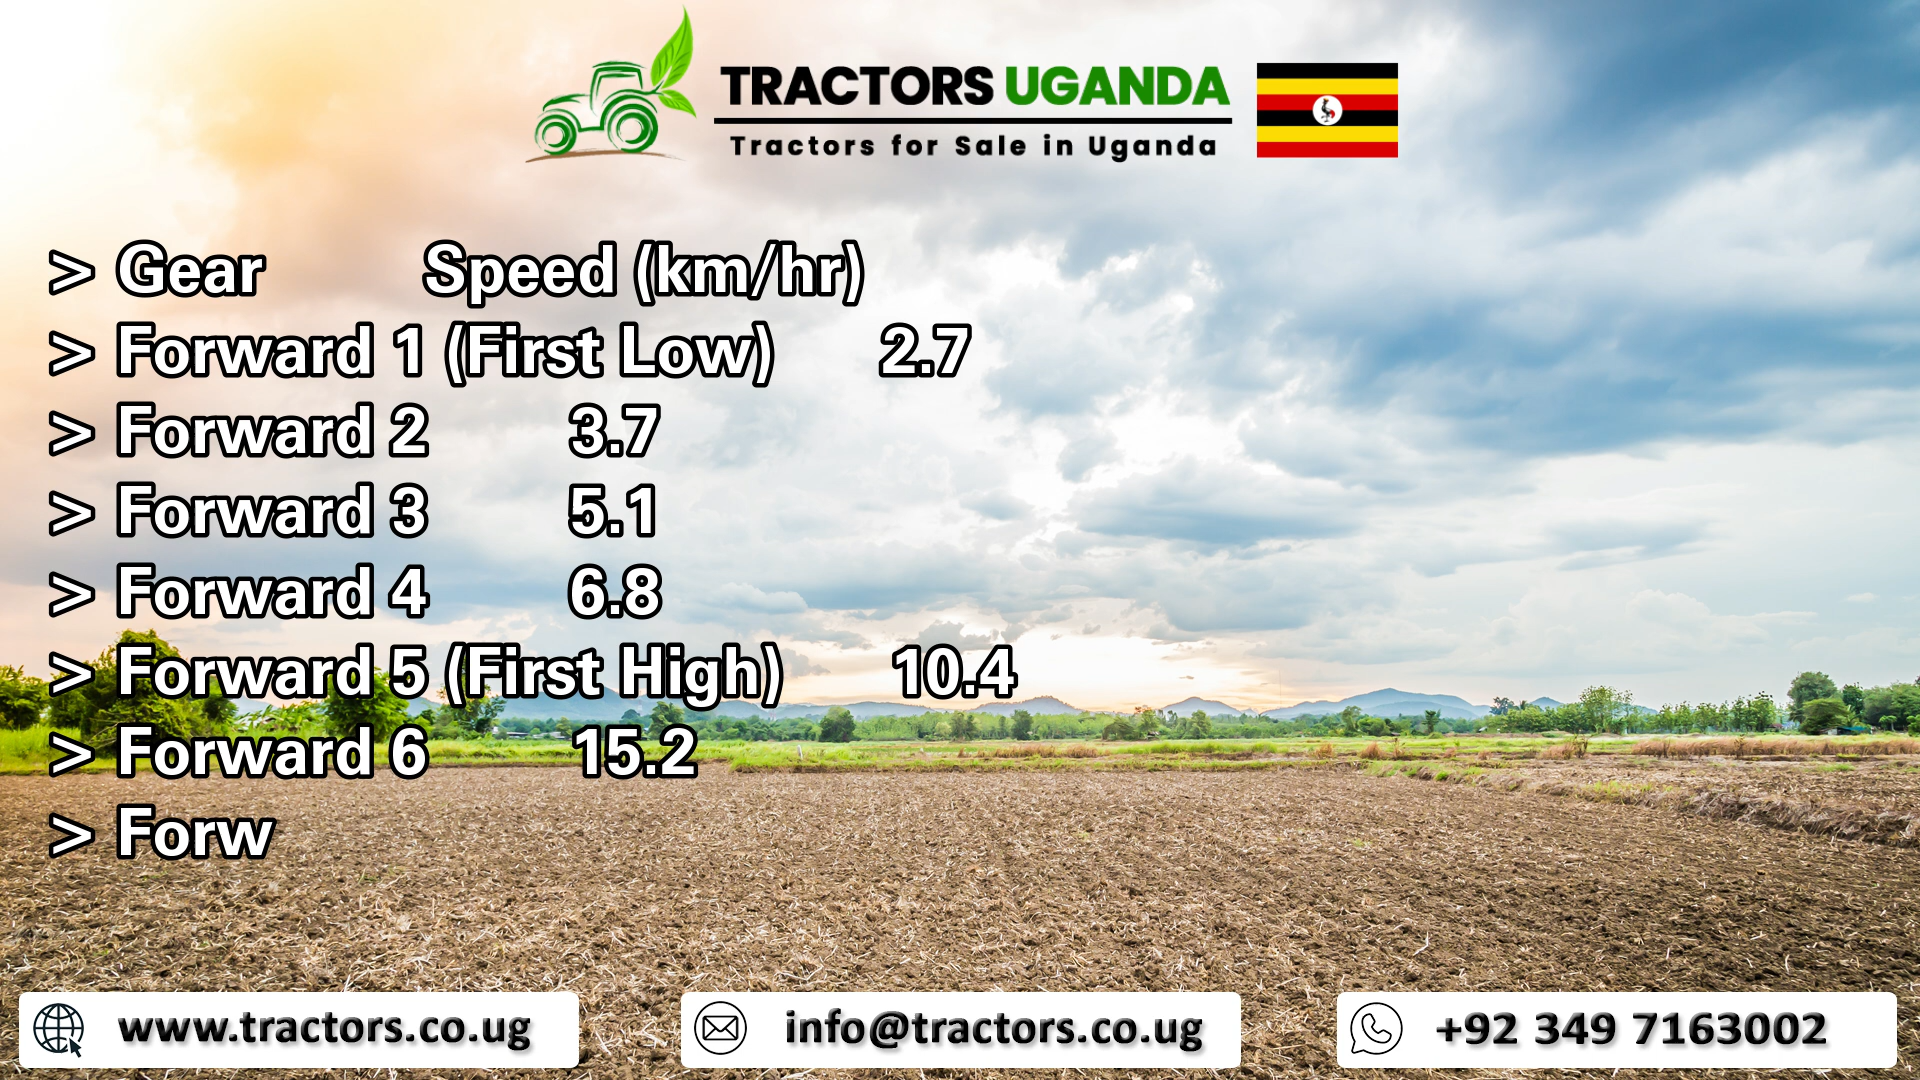 TRACTORS UGANDA
Tractors for Sale in Uganda
> Gear Speed (km/hr)
> Forward 1 (First Low) 2.7
> Forward 2 3.7
> Forward 3 5.1
> Forward 4 6.8
> Forward 5 (First High) 10.4
> Forward 6 15.2
> Forw
www.tractors.co.ug
info@tractors.co.ug
+92 349 7163002